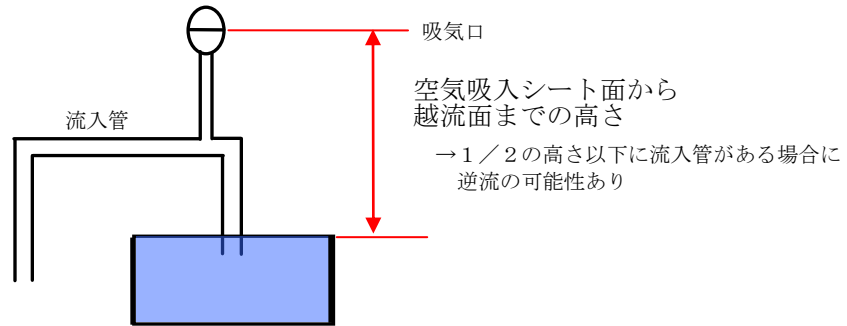 吸気口
空気吸入シート面から
越流面までの高さ
流入管
→１／２の高さ以下に流入管がある場合に
逆流の可能性あり